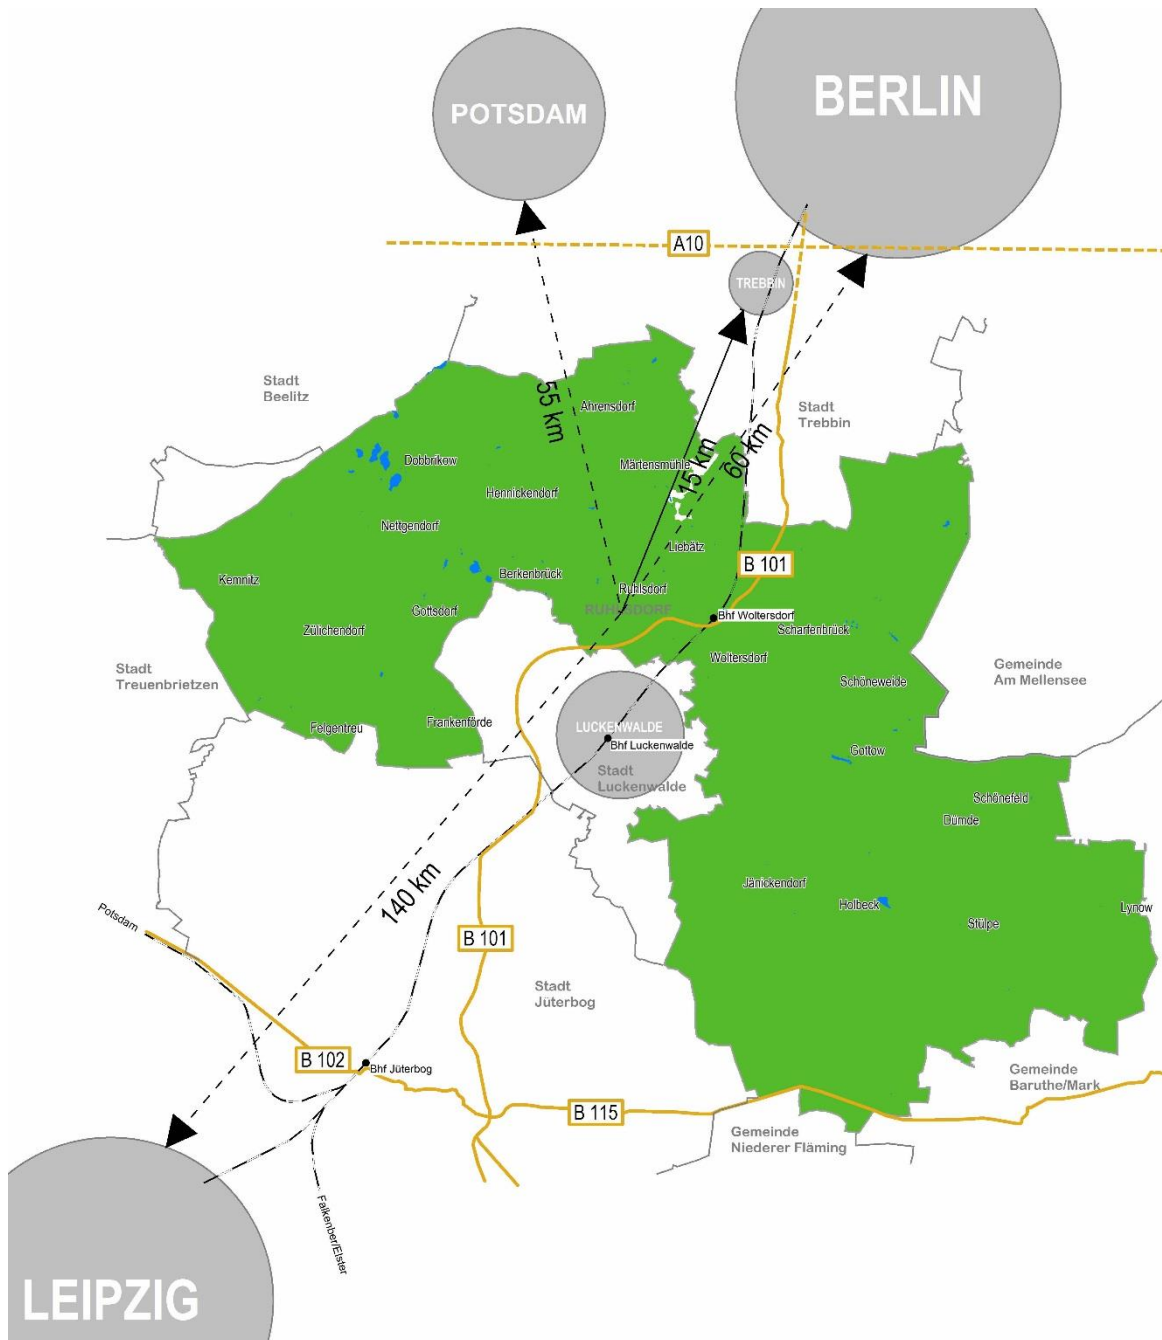 BERLIN
POTSDAM
A10
TREBBIN
Stadt
Beelitz
55 km
Ahrensdorf
Stadt
Trebbin
15 km
60 km
Dobbrikow
Märtensmühle
Hennickendorf
Nettgendorf
Liebätz
B 101
Kemnitz
Berkenbrück
Ruhlsdorf
RUHLSDORF
Gottsdorf
Bhf Woltersdorf
Zülichendorf
Scharfenbrück
Woltersdorf
Stadt
Treuenbrietzen
Gemeinde
Am Mellensee
Schöneweide
Felgentreu
Frankenförde
LUCKENWALDE
Bhf Luckenwalde
Gottow
Stadt
Luckenwalde
Schönefeld
Dümde
140 km
Jänickendorf
Holbeck
Lynow
Stülpe
Potsdam
B 101
Stadt
Jüterbog
B 102
Bhf Jüterbog
Gemeinde
Baruthe/Mark
B 115
Gemeinde
Niederer Fläming
Falkenber/Elster
LEIPZIG